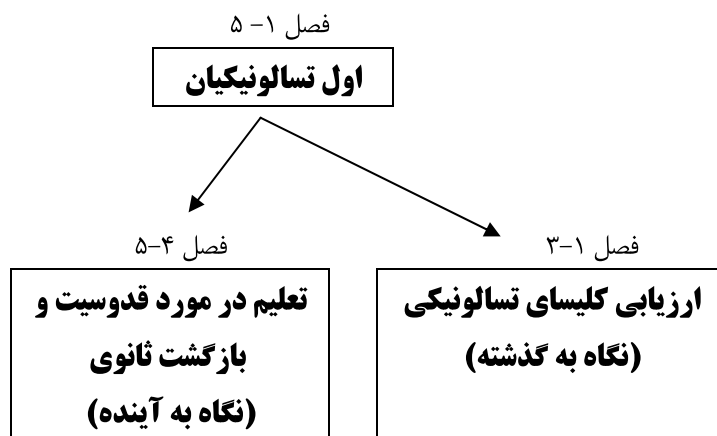 فصل ۱- ۵
اول تسالونیکیان
فصل ۱-۳
ارزیابی کلیسای تسالونیکی
(نگاه به گذشته)
فصل ۴-۵
تعلیم در مورد قدوسیت و
بازگشت ثانوی
(نگاه به آینده)